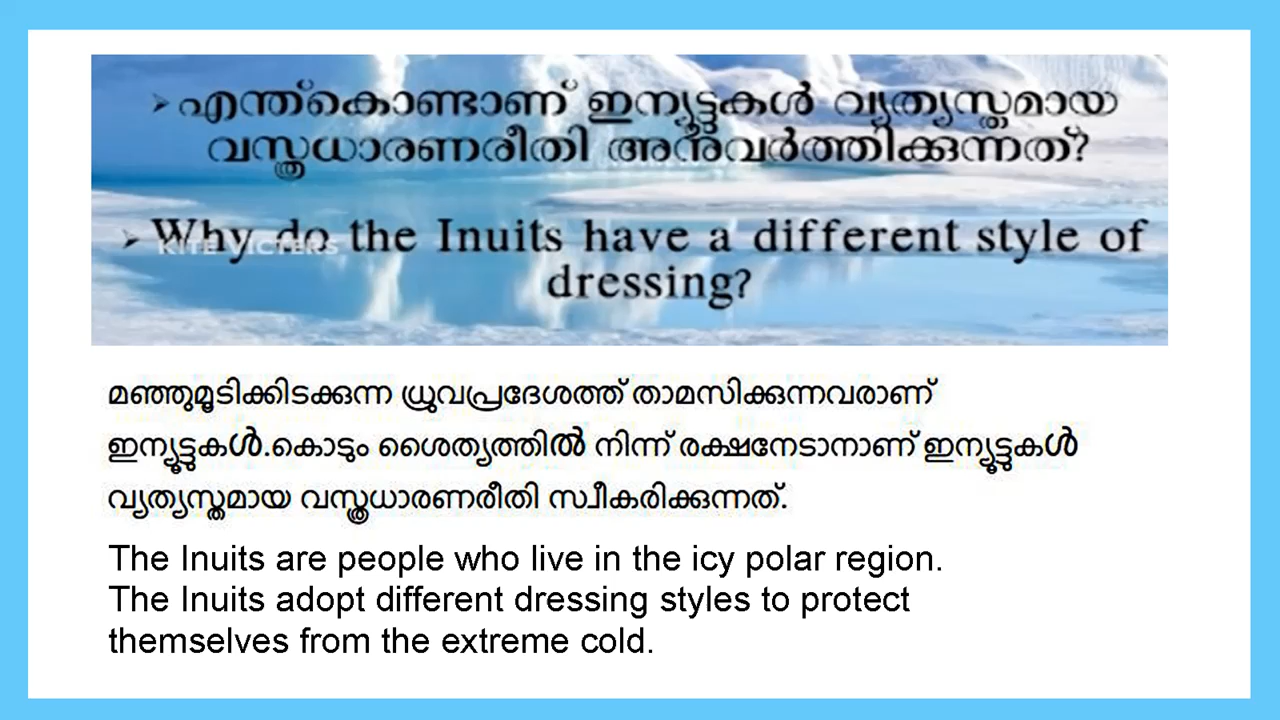 ➤ എന്ത്കൊണ്ടാണ് ഇന്യൂട്ടുകൾ വ്യത്യസ്തമായ
വസ്ത്രധാരണരീതി അനുവർത്തിക്കുന്നത്?
➤ Why do the Inuits have a different style of
KITE VICTERS
dressing?
മഞ്ഞുമൂടിക്കിടക്കുന്ന ധ്രുവപ്രദേശത്ത് താമസിക്കുന്നവരാണ്
ഇന്യൂട്ടുകൾ.കൊടും ശൈത്യത്തിൽ നിന്ന് രക്ഷനേടാനാണ് ഇന്യൂട്ടുകൾ
വ്യത്യസ്തമായ വസ്ത്രധാരണരീതി സ്വീകരിക്കുന്നത്.
The Inuits are people who live in the icy polar region.
The Inuits adopt different dressing styles to protect
themselves from the extreme cold.